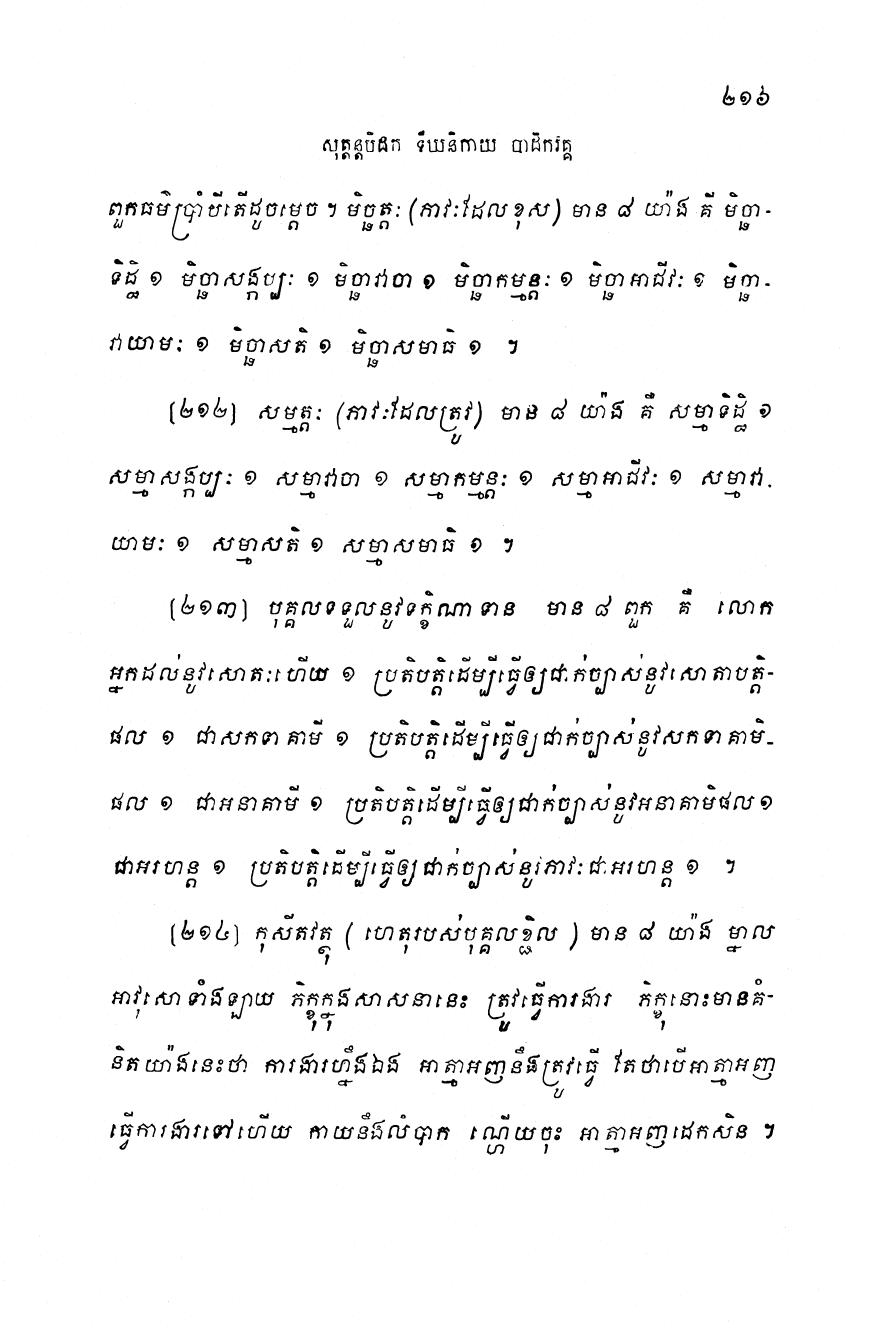 ២១៦
សុត្តន្តបិដក ទីឃនិកាយ បាដិកវគ្គ
ពួកធម៌ប្រាំបីតើដូចម្តេច ។ មិច្ឆត្តៈ (ភាវៈដែលខុស) មាន ៨ យ៉ាង គឺ មិច្ឆា-
ទិដ្ឋិ ១ មិច្ឆាសង្កប្បៈ ១ មិច្ឆាវាចា ១ មិច្ឆាកម្មន្តៈ ១ មិច្ឆាអាជីវៈ ១ មិច្ឆា-
វាយាមៈ ១ មិច្ឆាសតិ ១ មិច្ឆាសមាធិ ១ ។
(២១២) សម្មត្តៈ (ភាវៈដែលត្រូវ) មាន ៨ យ៉ាង គឺ សម្មាទិដ្ឋិ ១
សម្មាសង្កប្បៈ ១ សម្មាវាចា ១ សម្មាកម្មន្តៈ ១ សម្មាអាជីវៈ ១ សម្មាវា-
យាមៈ ១ សម្មាសតិ ១ សម្មាសមាធិ ១ ។
(២១៣) បុគ្គលទទួលនូវទក្ខិណាទាន មាន ៨ ពួក គឺ លោក
អ្នកដល់នូវសោតៈហើយ ១ ប្រតិបត្តិដើម្បីធ្វើឲ្យជាក់ច្បាស់នូវសោតាបត្តិ-
ផល ១ ជាសកទាគាមី ១ ប្រតិបត្តិដើម្បីធ្វើឲ្យជាក់ច្បាស់នូវសកទាគាមិ-
ផល ១ ជាអនាគាមី ១ ប្រតិបត្តិដើម្បីធ្វើឲ្យជាក់ច្បាស់នូវអនាគាមិផល ១
ជាអរហន្ត ១ ប្រតិបត្តិដើម្បីធ្វើឲ្យជាក់ច្បាស់នូវភាវៈជាអរហន្ត ១ ។
(២១៤) កុសីតវត្ថុ ( ហេតុរបស់បុគ្គលខ្ជិល ) មាន ៨ យ៉ាង ម្នាល
អាវុសោទាំងឡាយ ភិក្ខុក្នុងសាសនានេះ ត្រូវធ្វើការងារ ភិក្ខុនោះមានគំ-
និតយ៉ាងនេះថា ការងារហ្នឹងឯង អាត្មាអញនឹងត្រូវធ្វើ តែថាបើអាត្មាអញ
ធ្វើការងារទៅហើយ កាយនឹងលំបាក ណ្ហើយចុះ អាត្មាអញដេកសិន ។